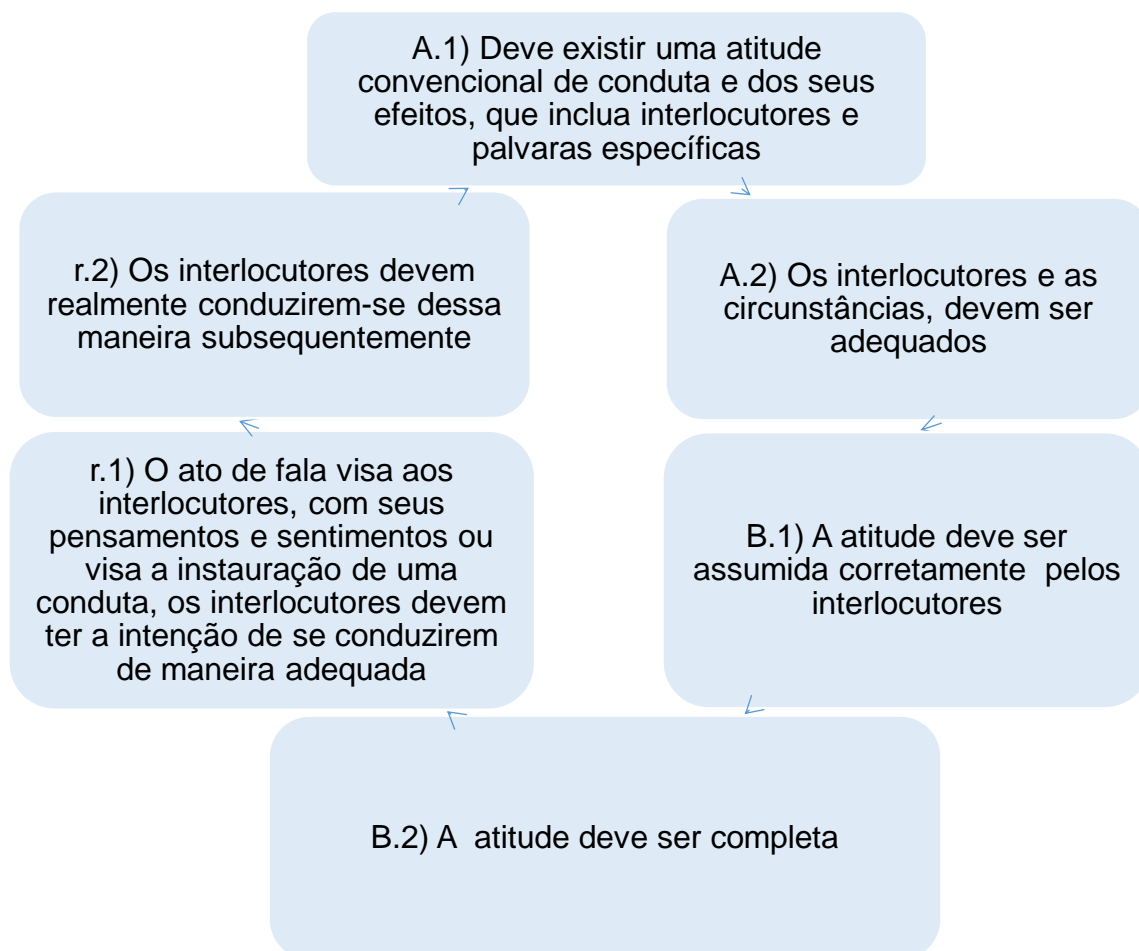 A.1) Deve existir uma atitude
convencional de conduta e dos seus
efeitos, que inclua interlocutores e
palvaras específicas
A.2) Os interlocutores e as
circunstâncias, devem ser
adequados
B.1) A atitude deve ser
assumida corretamente pelos
interlocutores
B.2) A atitude deve ser completa
r.1) O ato de fala visa aos
interlocutores, com seus
pensamentos e sentimentos ou
visa a instauração de uma
conduta, os interlocutores devem
ter a intenção de se conduzirem
de maneira adequada
r.2) Os interlocutores devem
realmente conduzirem-se dessa
maneira subsequentemente